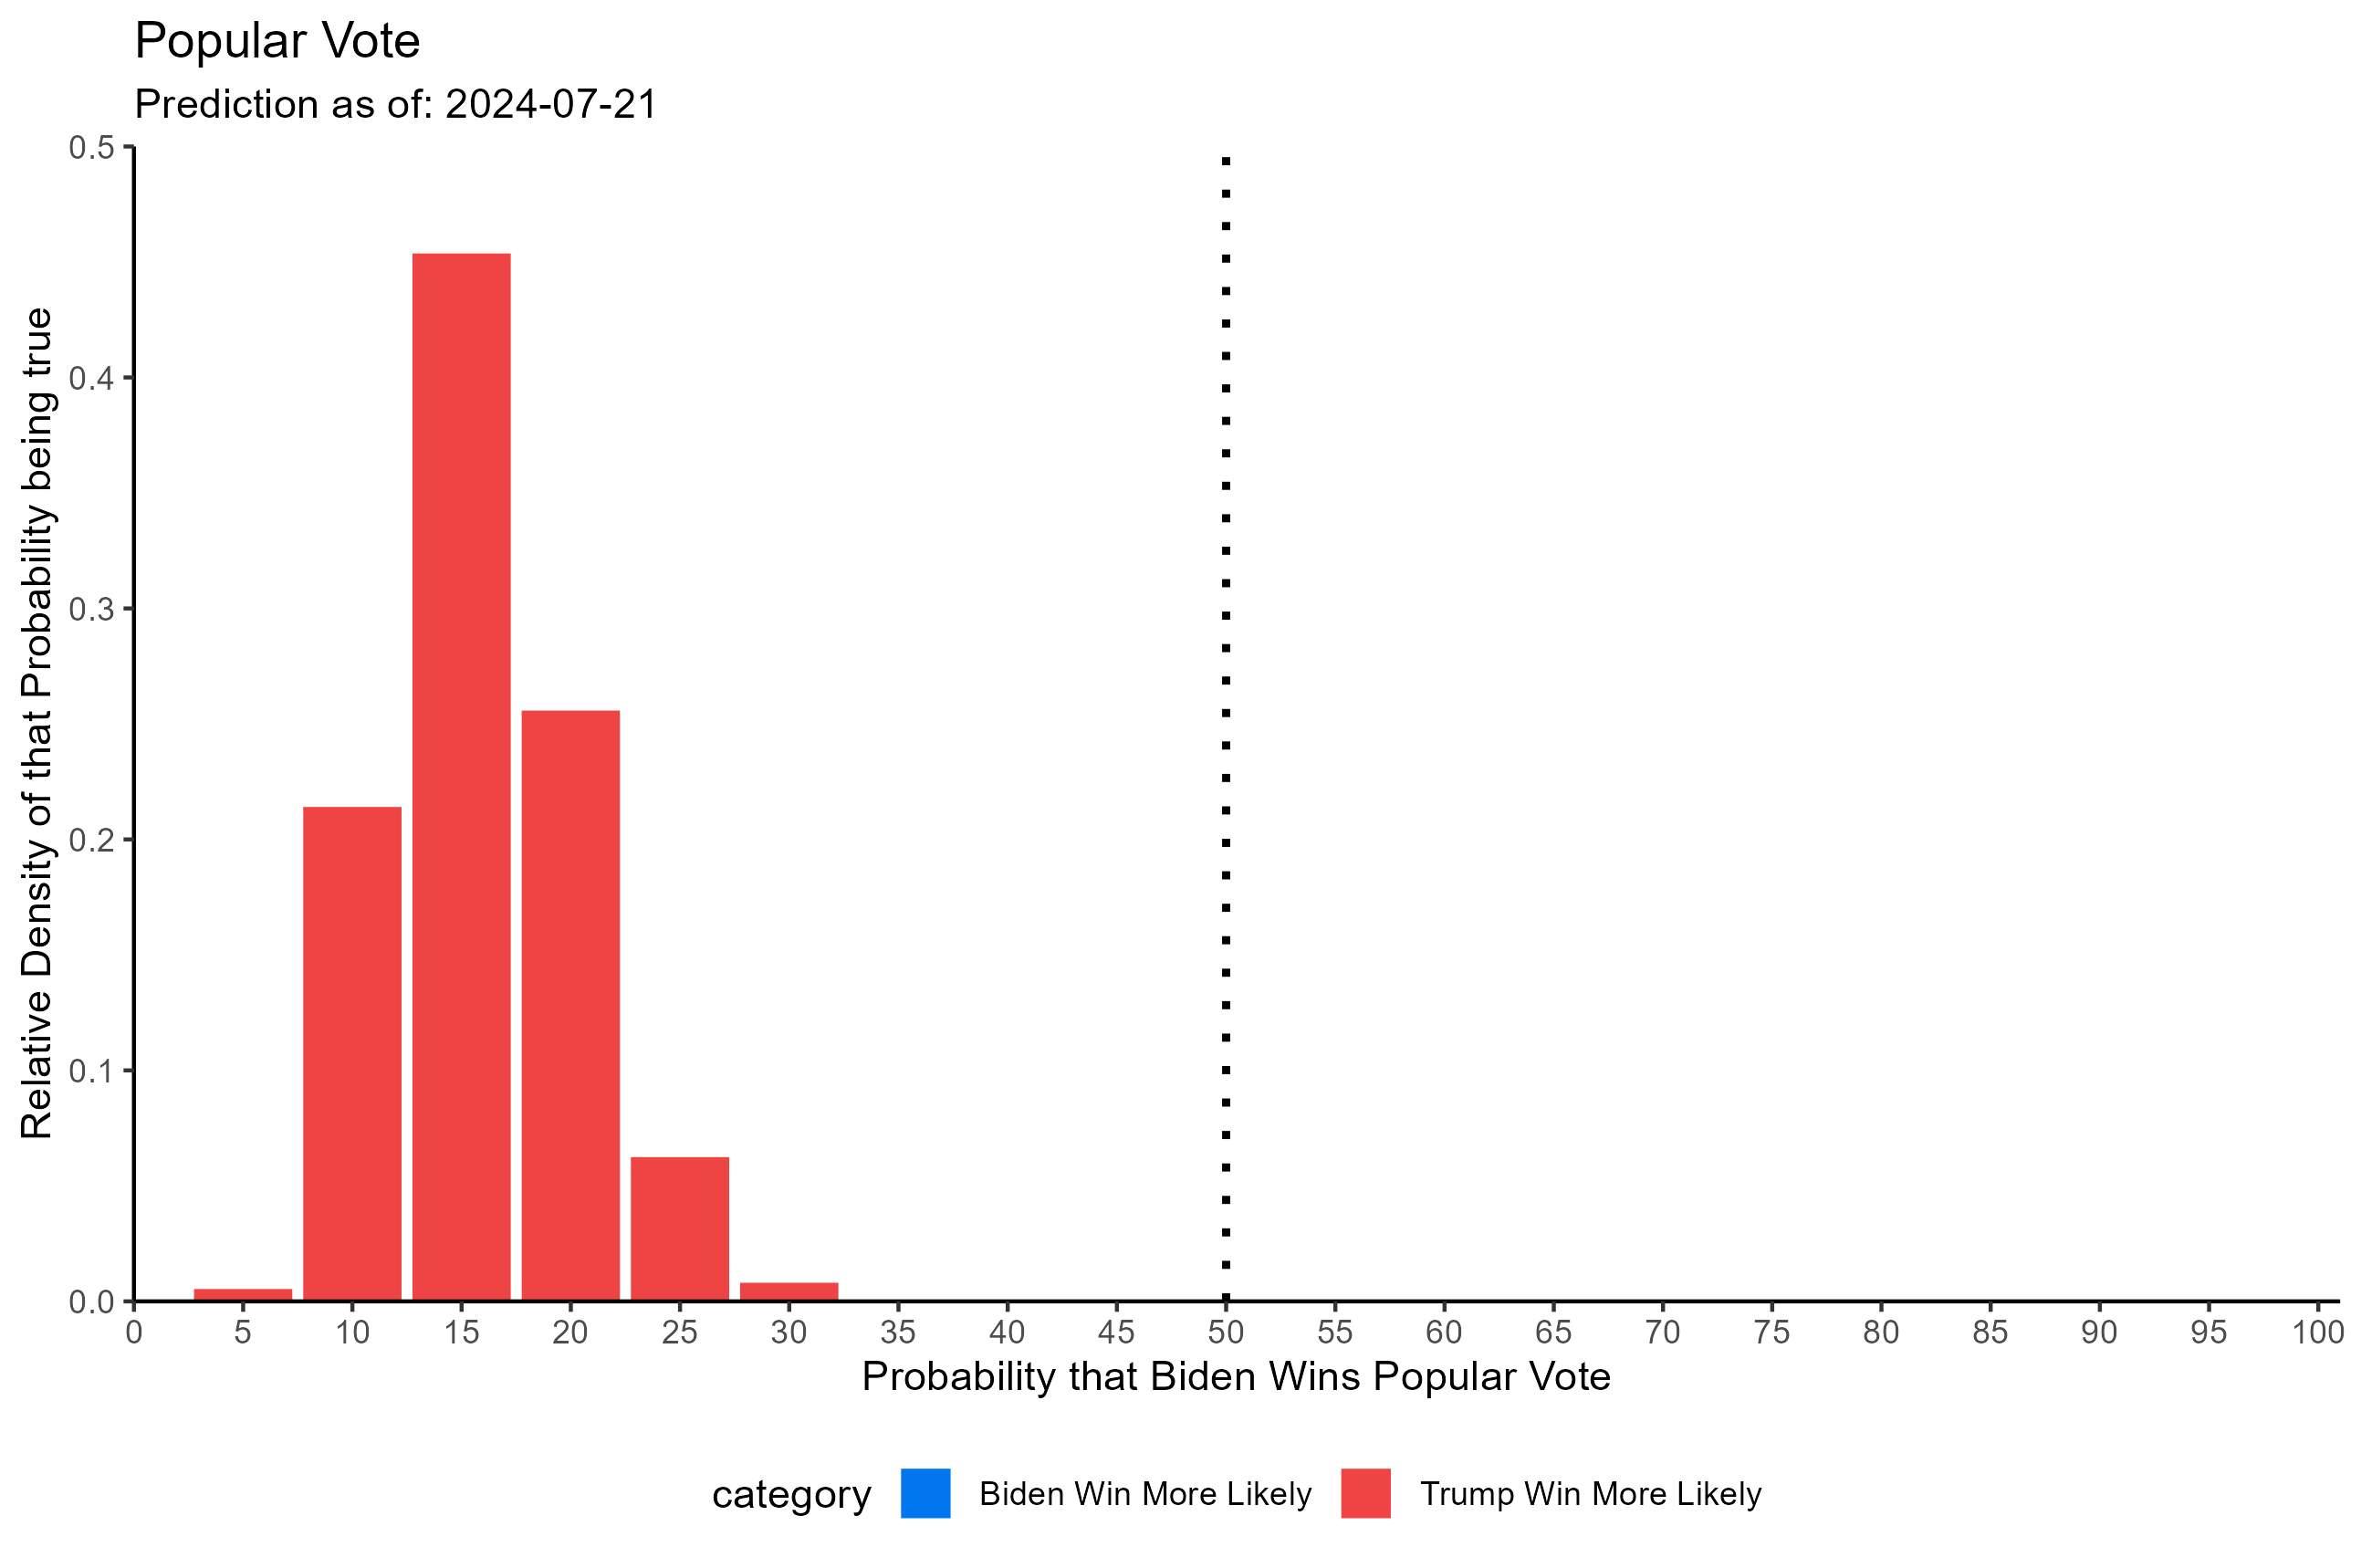 Popular Vote
Prediction as of: 2024-07-21
Relative Density of that Probability being true
0.5
0.4
0.3
0.2
0.1
0.0
0 5 10 15 20 25 30 35 40 45 50 55 60 65 70 75 80 85 90 95 100
Probability that Biden Wins Popular Vote
category Biden Win More Likely Trump Win More Likely